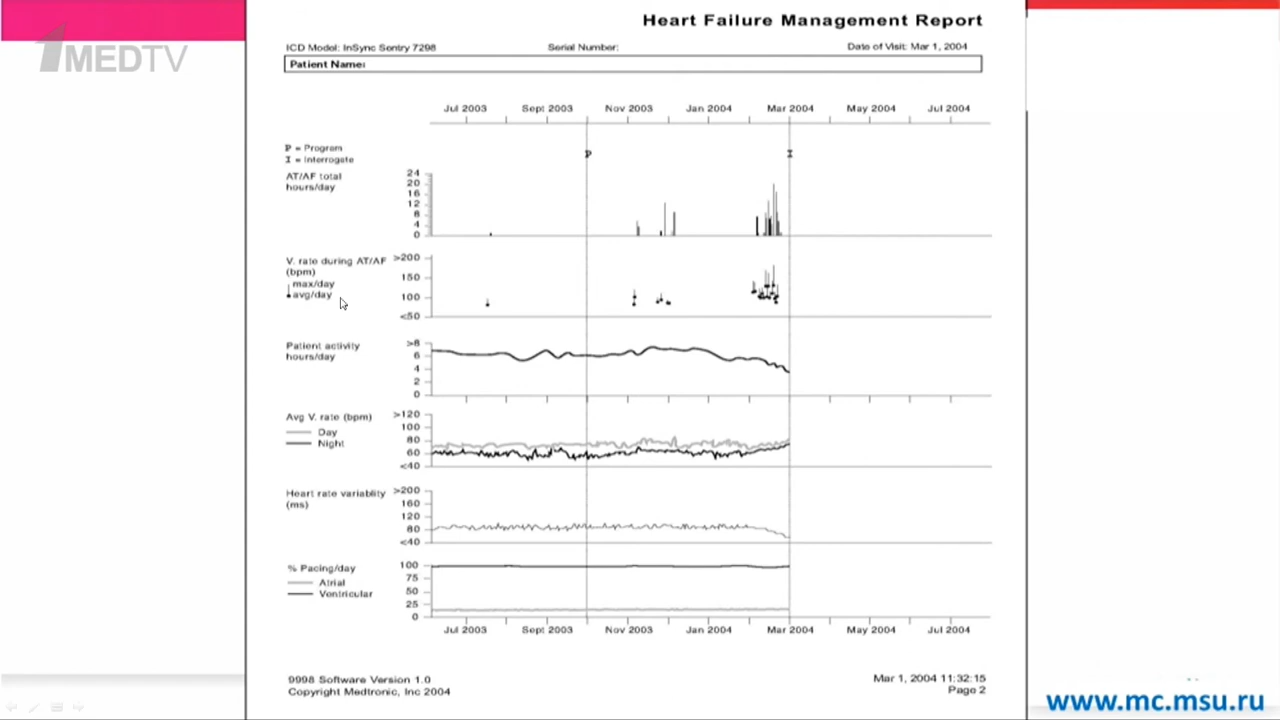 1MEDTV
Heart Failure Management Report
ICD Model: InSync Sentry 7298 Serial Number: Date of Visit: Mar 1, 2004
Patient Name:
Jul 2003 Sept 2003 Nov 2003 Jan 2004 Mar 2004 May 2004 Jul 2004
P = Program
I = Interrogate
P I
AT/AF total
hours/day
24
20
16
12
8
4
0
V. rate during AT/AF
(bpm)
max/day
avg/day
>200
150
100
<50
Patient activity
hours/day
>8
6
4
2
0
Avg V. rate (bpm)
Day
Night
>120
100
80
60
<40
Heart rate variablity
(ms)
>200
160
120
80
<40
% Pacing/day
Atrial
Ventricular
100
75
50
25
0
Jul 2003 Sept 2003 Nov 2003 Jan 2004 Mar 2004 May 2004 Jul 2004
9998 Software Version 1.0
Copyright Medtronic, Inc 2004
Mar 1, 2004 11:32:15
Page 2
www.mc.msu.ru